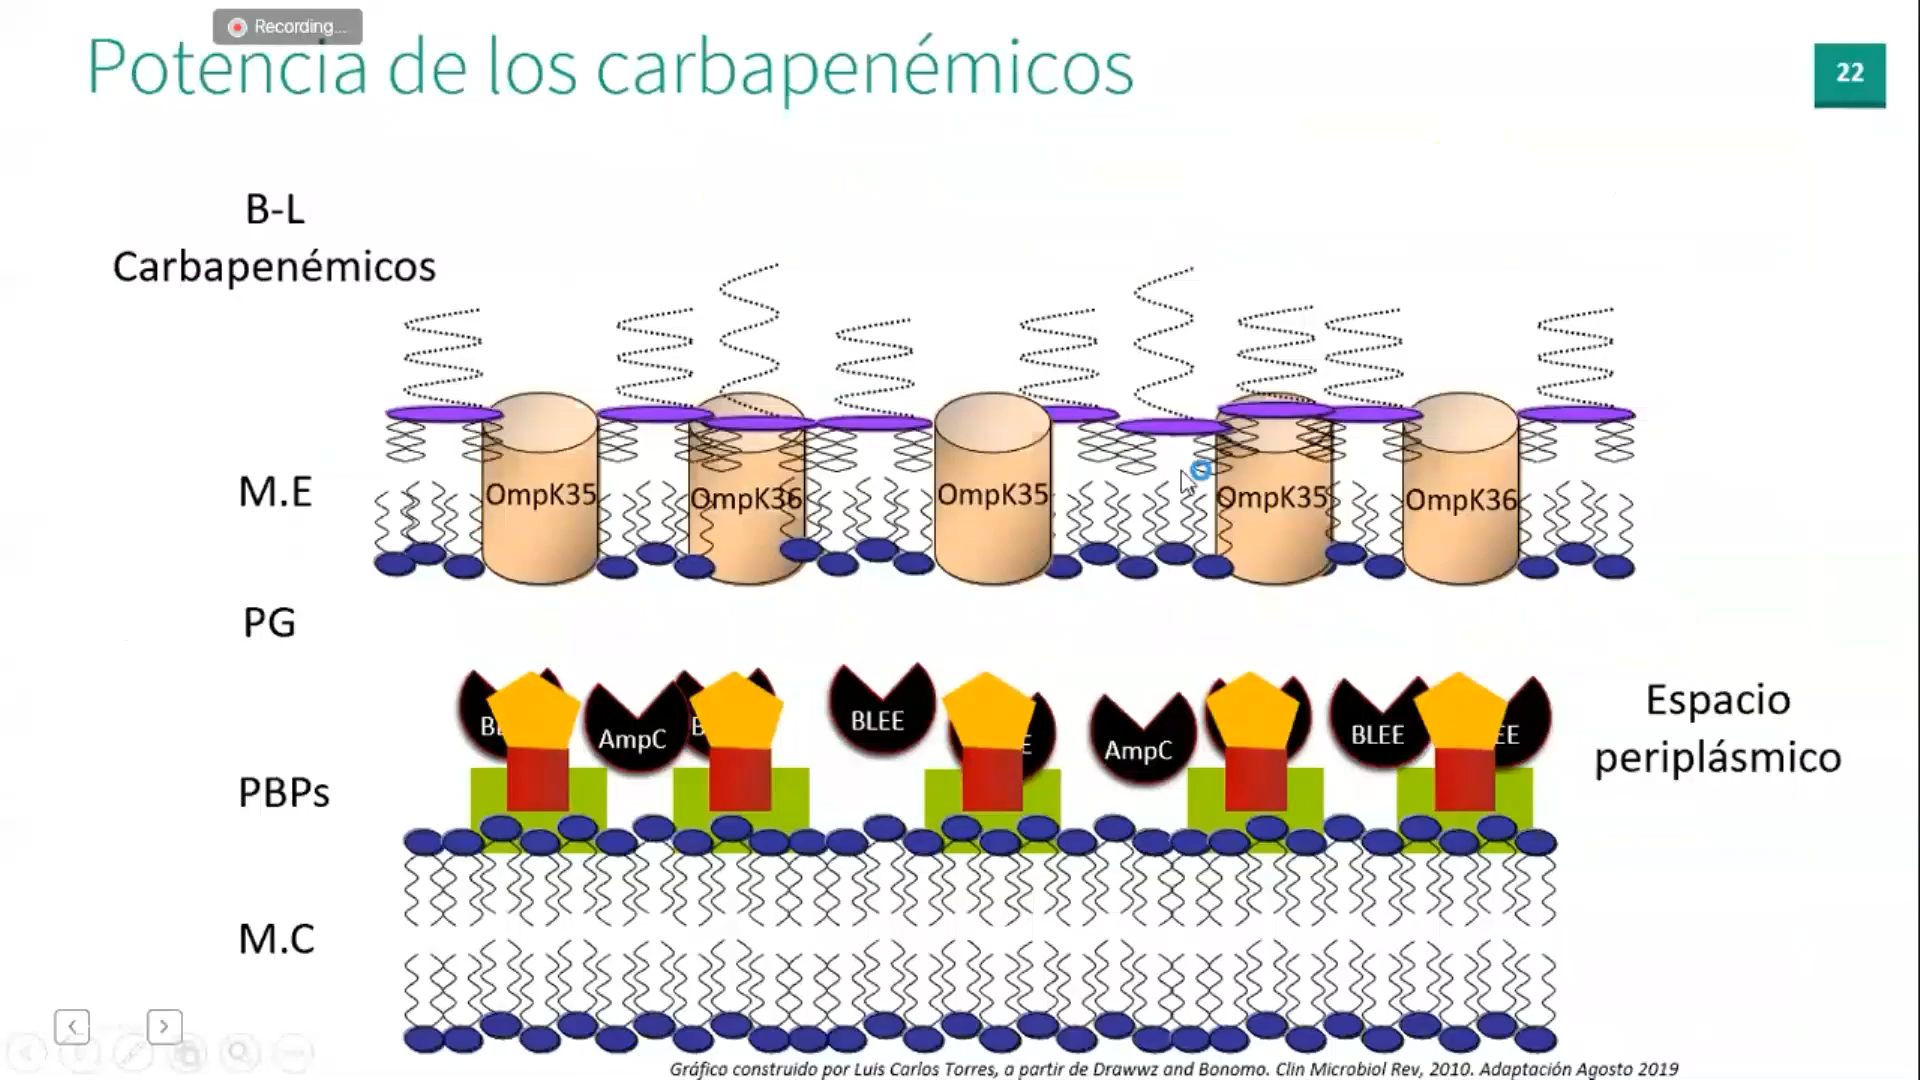 Recording...
Potencia de los carbapenémicos
22
B-L
Carbapenémicos
M.E
OmpK35
OmpK36
OmpK35
OmpK35
OmpK36
PG
AmpC
BLEE
AmpC
BLEE
EE
Espacio
periplásmico
PBPs
M.C
Gráfico construido por Luis Carlos Torres, a partir de Drawwz and Bonomo. Clin Microbiol Rev, 2010. Adaptación Agosto 2019